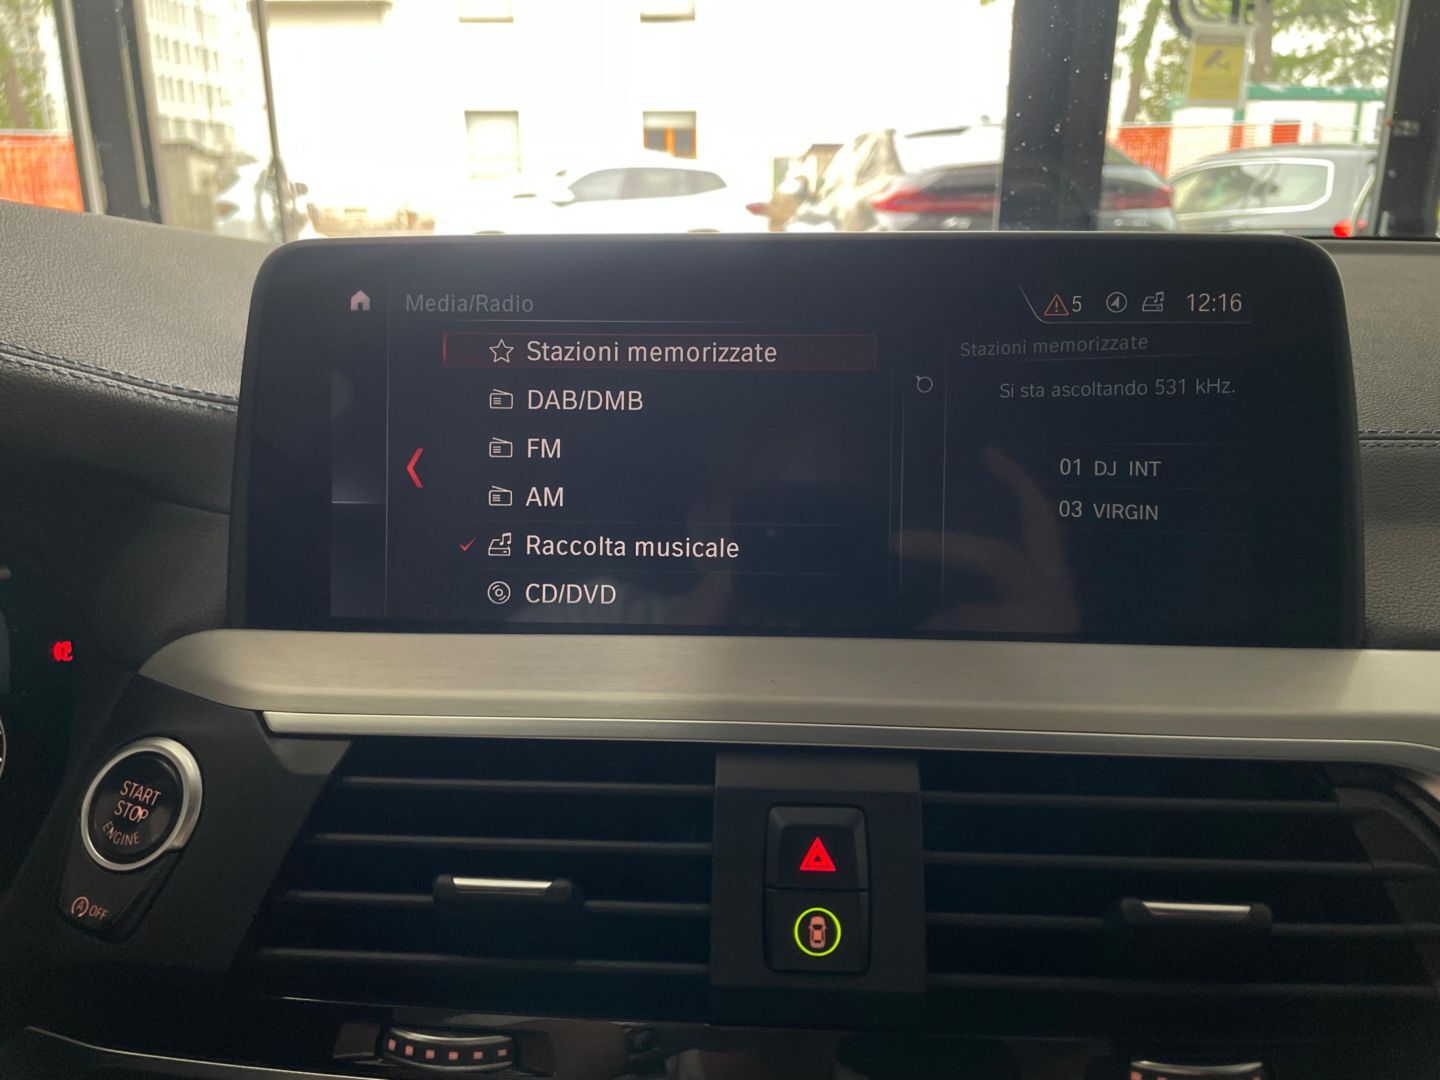 Media/Radio
5
12:16
Stazioni memorizzate
DAB/DMB
FM
AM
Raccolta musicale
CD/DVD
Stazioni memorizzate
Si sta ascoltando 531 kHz.
01 DJ INT
03 VIRGIN
START
STOP
ENGINE
A OFF